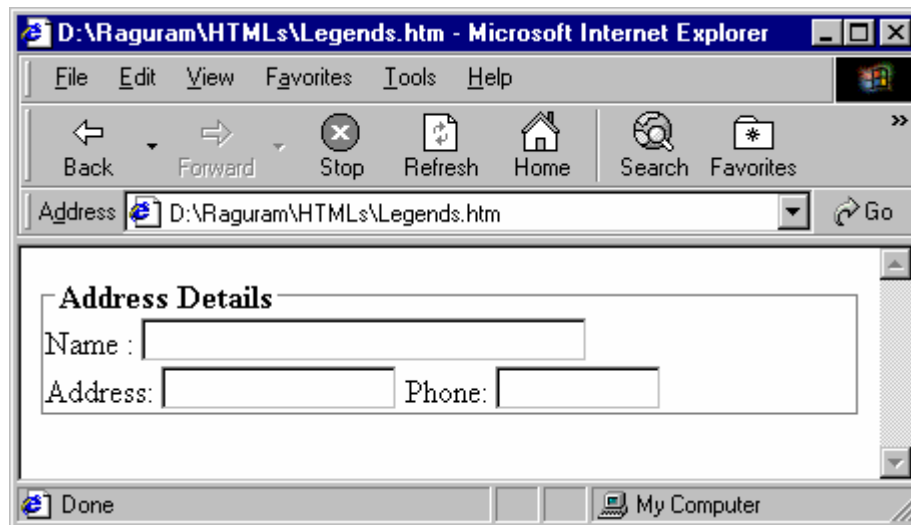 D:\Raguram\HTMLs\Legends.htm - Microsoft Internet Explorer
File Edit View Favorites Tools Help
Back Forward Stop Refresh Home Search Favorites »
Address D:\Raguram\HTMLs\Legends.htm Go
Address Details
Name :
Address: Phone:
Done My Computer